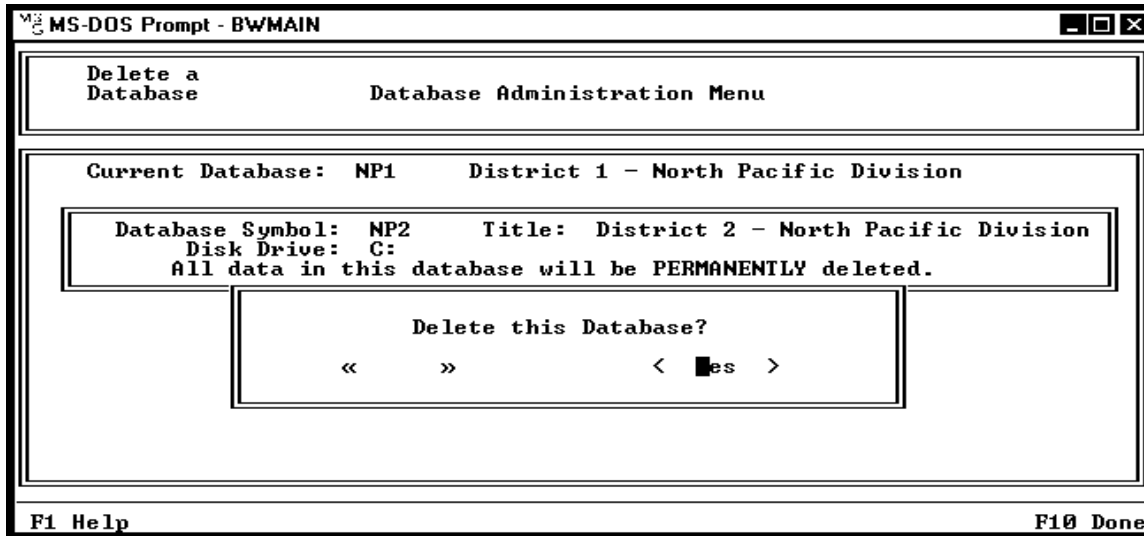 MS-DOS Prompt - BWMAIN
Delete a
Database Database Administration Menu
Current Database: NP1 District 1 - North Pacific Division
Database Symbol: NP2 Title: District 2 - North Pacific Division
Disk Drive: C:
All data in this database will be PERMANENTLY deleted.
Delete this Database?
« » < es >
F1 Help F10 Done